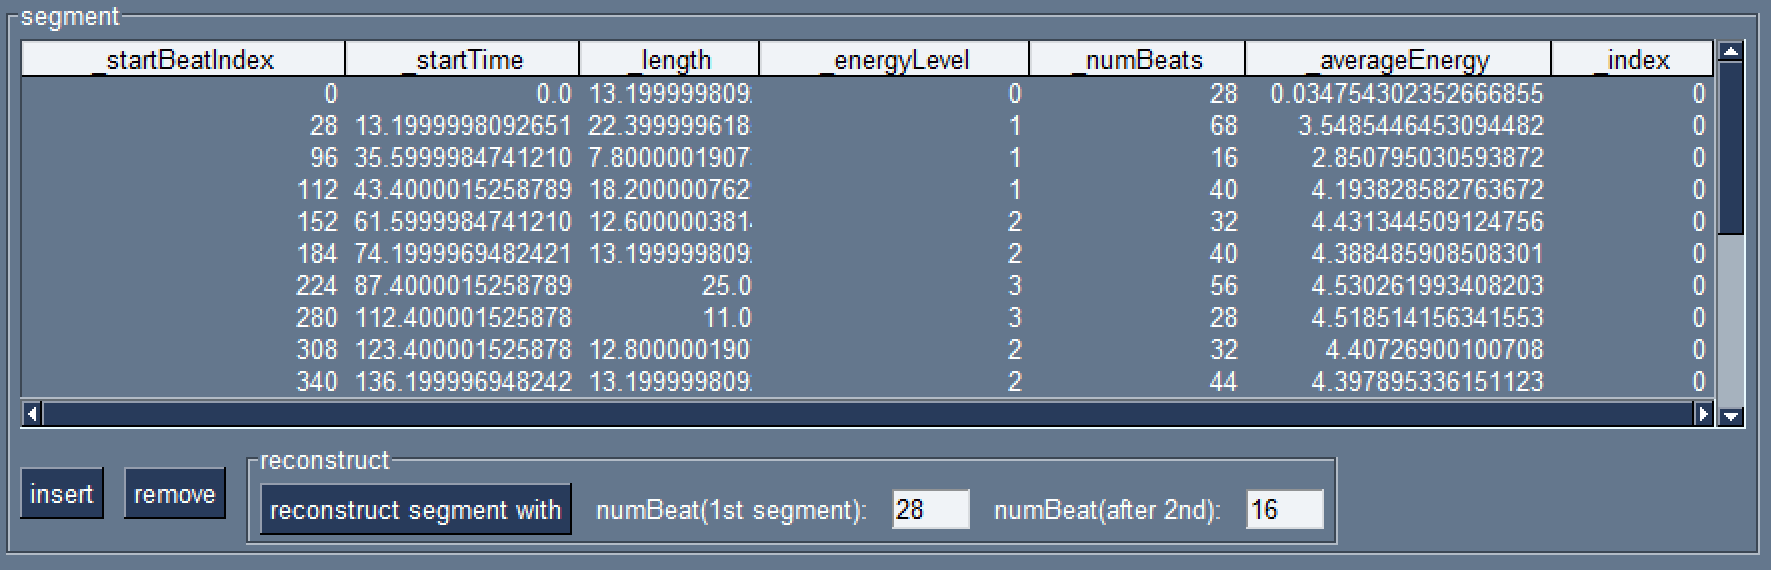 segment
_startBeatIndex _startTime _length _energyLevel _numBeats _averageEnergy _index
0 0.0 13.199999809 0 28 0.034754302352666855 0
28 13.1999998092651 22.399999618 1 68 3.5485446453094482 0
96 35.5999984741210 7.8000001907 1 16 2.850795030593872 0
112 43.4000015258789 18.200000762 1 40 4.193828582763672 0
152 61.5999984741210 12.600000381 2 32 4.431344509124756 0
184 74.1999969482421 13.199999809 2 40 4.388485908508301 0
224 87.4000015258789 25.0 3 56 4.530261993408203 0
280 112.400001525878 11.0 3 28 4.518514156341553 0
308 123.400001525878 12.800000190 2 32 4.40726900100708 0
340 136.199996948242 13.199999809 2 44 4.397895336151123 0
insert remove
reconstruct
reconstruct segment with numBeat(1st segment): 28 numBeat(after 2nd): 16